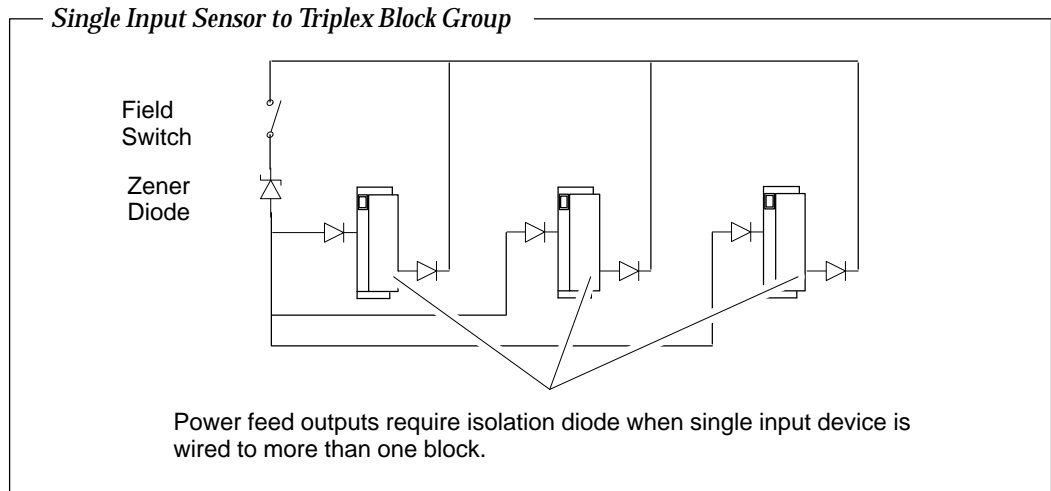 Single Input Sensor to Triplex Block Group
Field
Switch
Zener
Diode
Power feed outputs require isolation diode when single input device is
wired to more than one block.